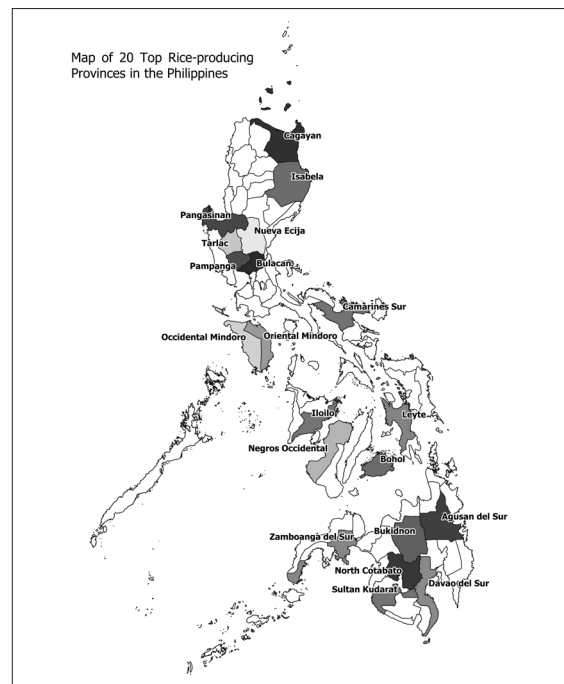 Map of 20 Top Rice-producing
Provinces in the Philippines
Cagayan
Isabela
Pangasinan
Nueva Ecija
Tarlac
Pampanga
Bulacan
Camarines Sur
Occidental Mindoro
Oriental Mindoro
Iloilo
Leyte
Negros Occidental
Bohol
Agusan del Sur
Bukidnon
Zamboanga del Sur
North Cotabato
Davao del Sur
Sultan Kudarat